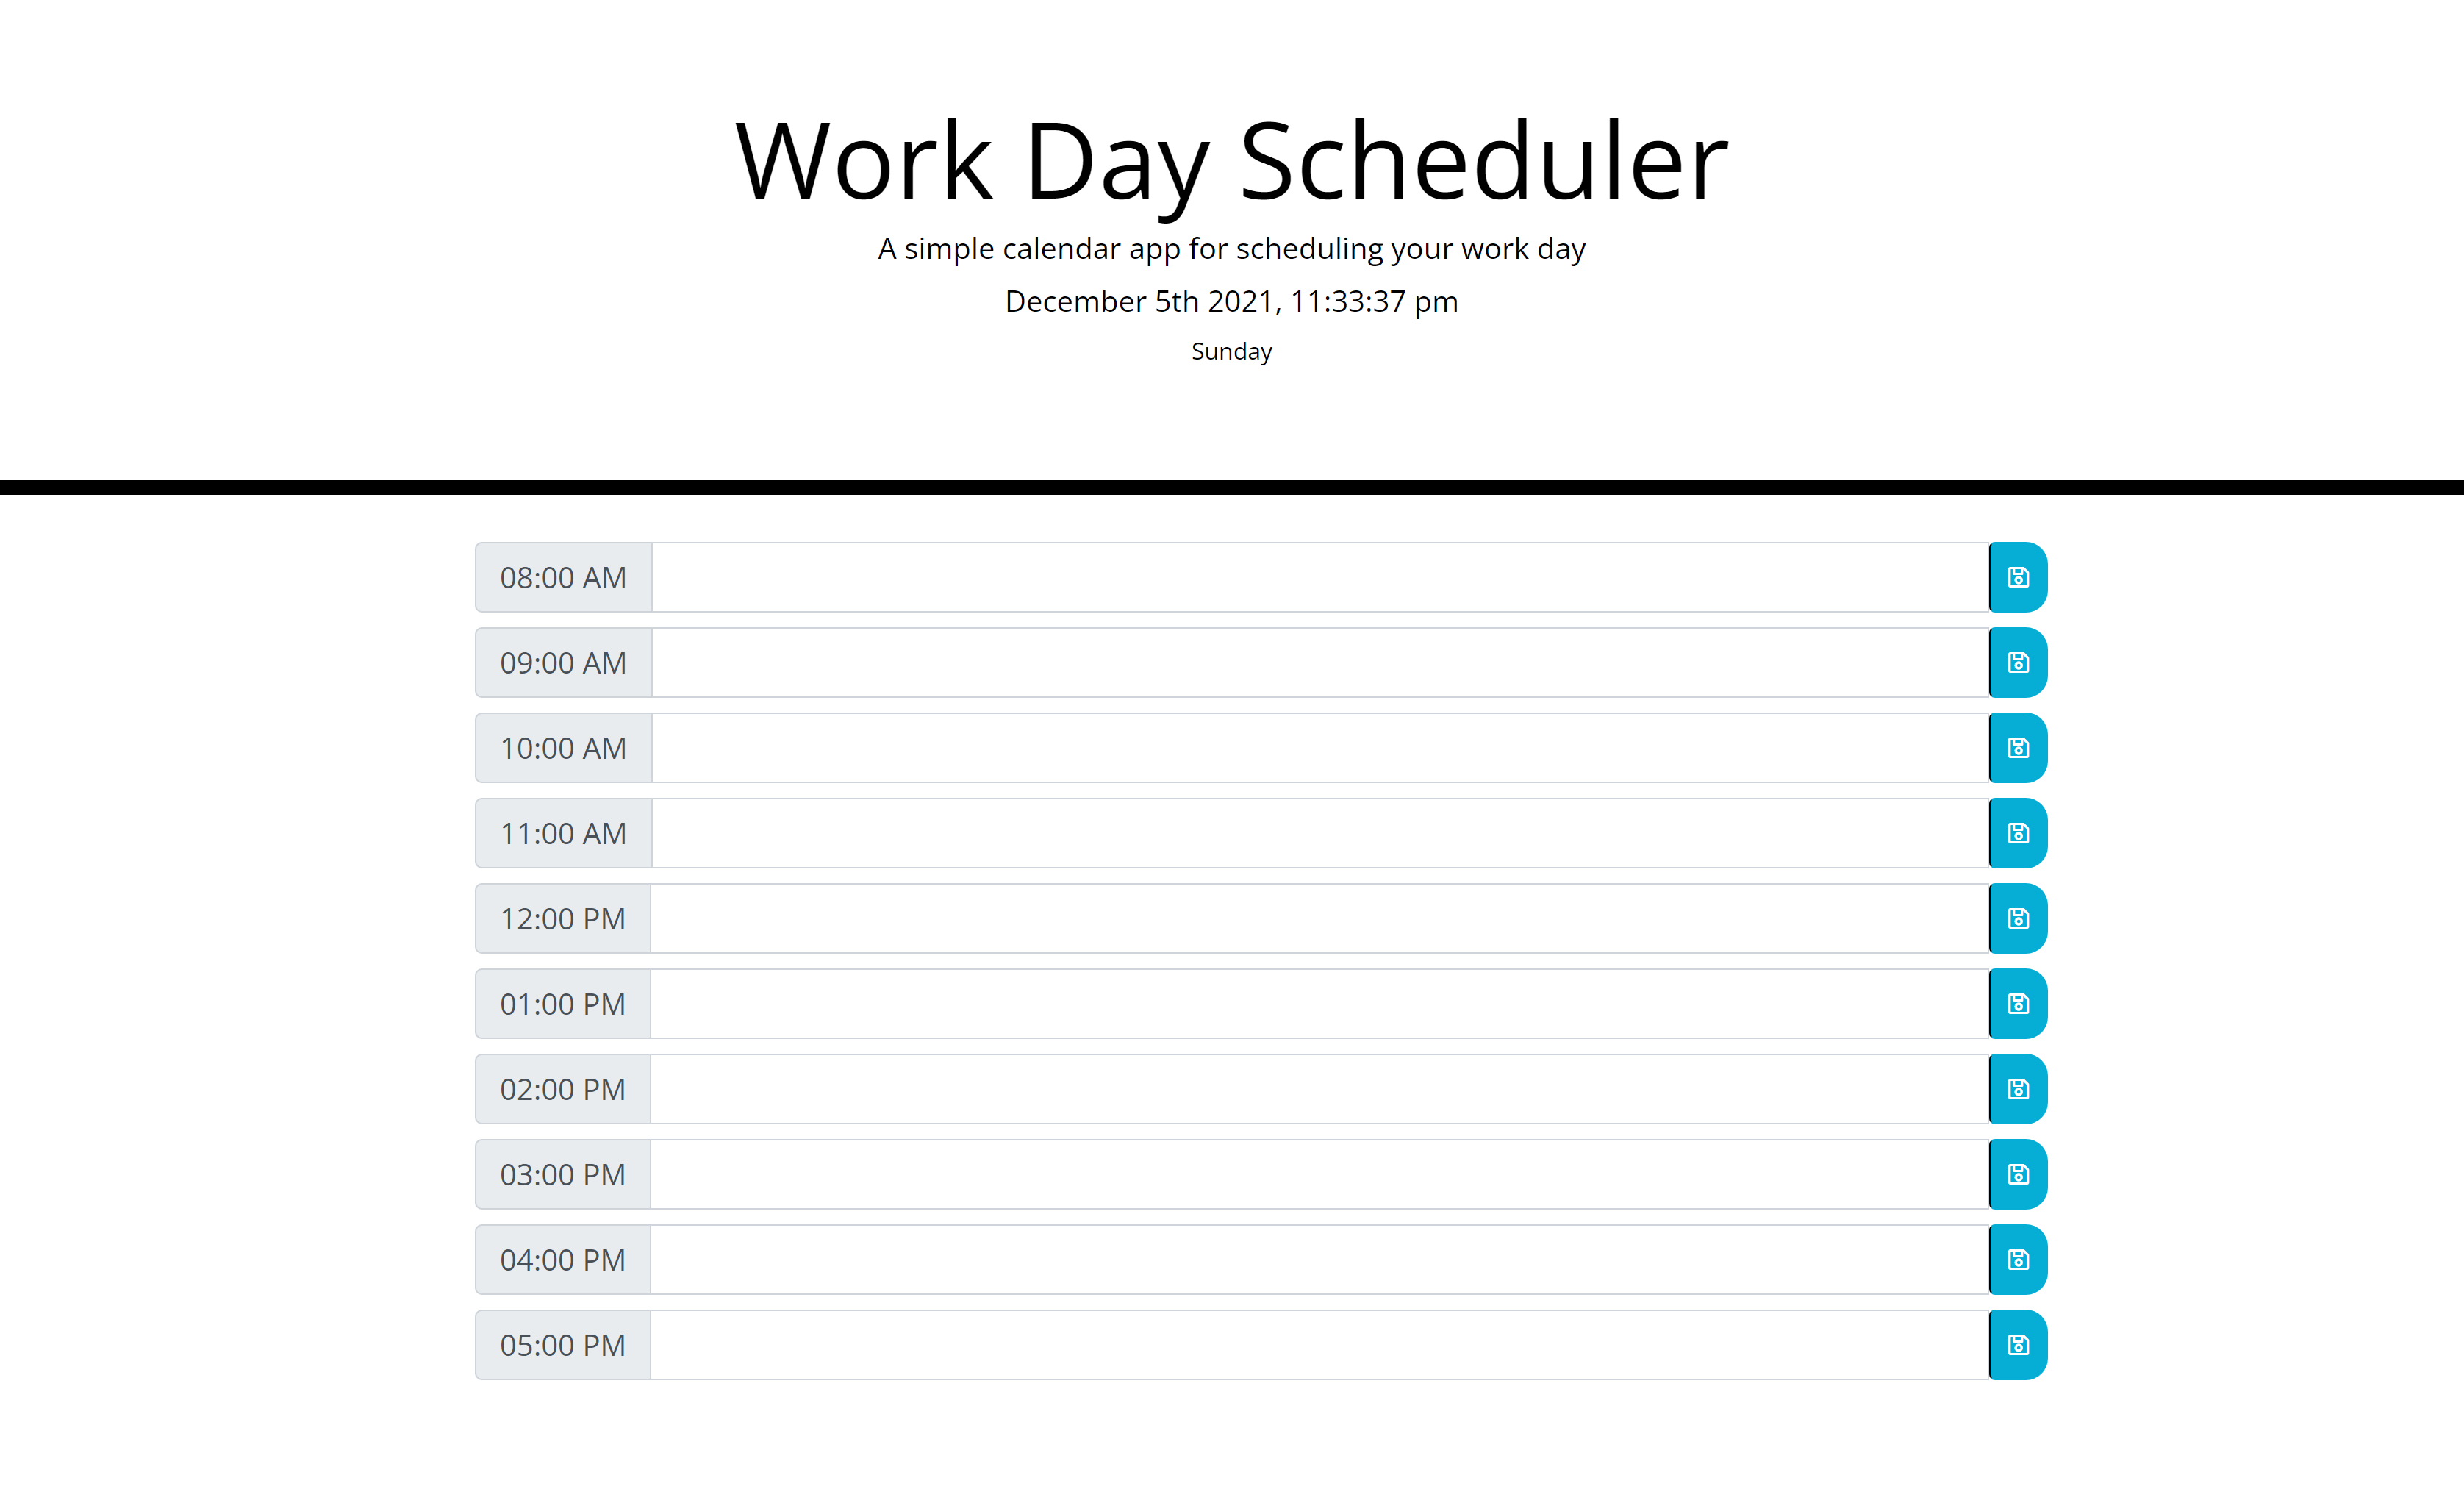 Work Day Scheduler
A simple calendar app for scheduling your work day
December 5th 2021, 11:33:37 pm
Sunday
08:00 AM
09:00 AM
10:00 AM
11:00 AM
12:00 PM
01:00 PM
02:00 PM
03:00 PM
04:00 PM
05:00 PM